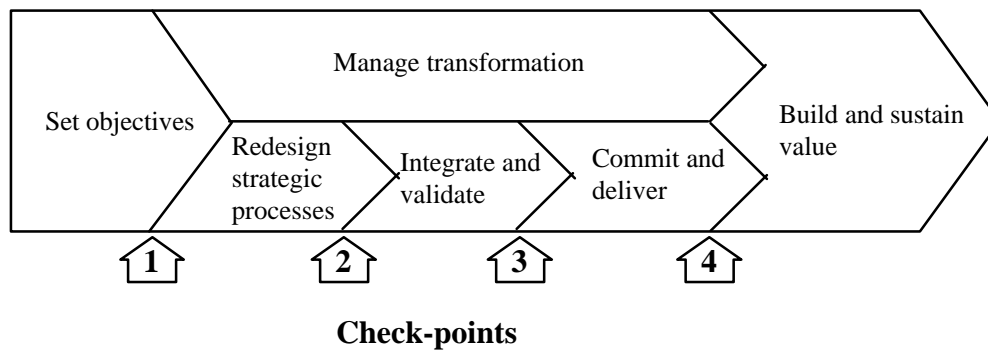 Manage transformation
Set objectives
Redesign
strategic
processes
Integrate and
validate
Commit and
deliver
Build and sustain
value
1
2
3
4
Check-points